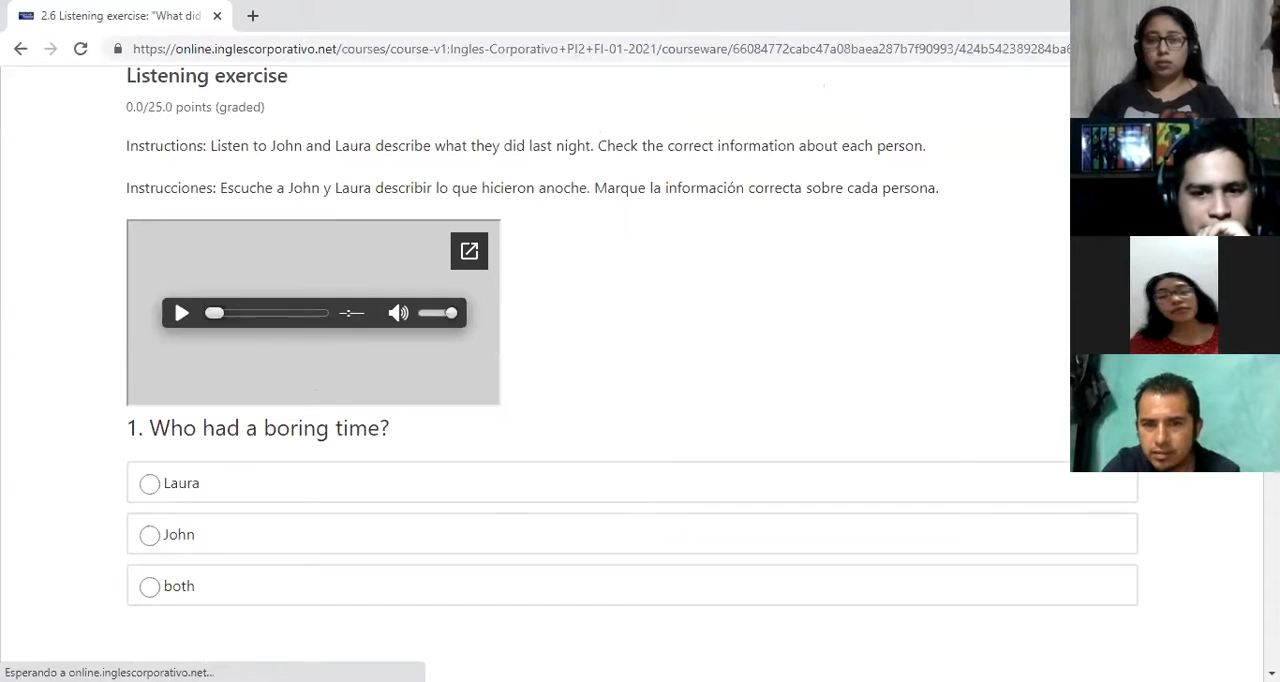 2.6 Listening exercise: "What did
https://online.inglescorporativo.net/courses/course-v1:Ingles-Corporativo+PI2+FI-01-2021/courseware/66084772cabc47a08baea287b7f90993/424b542389284ba6
Listening exercise
0.0/25.0 points (graded)
Instructions: Listen to John and Laura describe what they did last night. Check the correct information about each person.
Instrucciones: Escuche a John y Laura describir lo que hicieron anoche. Marque la información correcta sobre cada persona.
-:-
1. Who had a boring time?
Laura
John
both
Esperando a online.inglescorporativo.net...